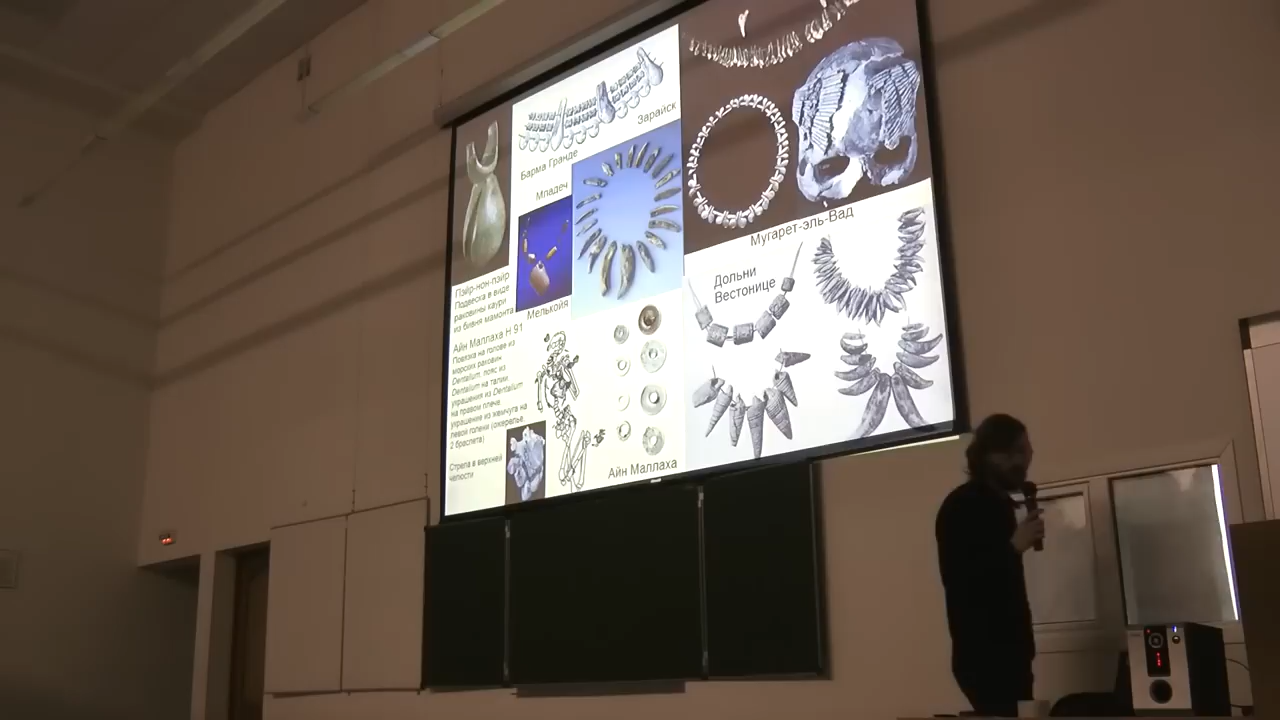 Зарайск
Барма Гранде
Младеч
Мугарет-эль-Вад
Дольни
Вестонице
Пэйр-нон-пэйр
Подвеска в виде
раковины каури
из бивня мамонта
Мелькойя
Айн Маллаха Н 91
Повязка на голове из
морских раковин
Dentalium, пояс из
Dentalium на талии
украшения из Dentalium
на правом плече,
украшение из жемчуга на
левой голени (ожерелье,
2 браслета)
Стрела в верхней
челюсти
Айн Маллаха